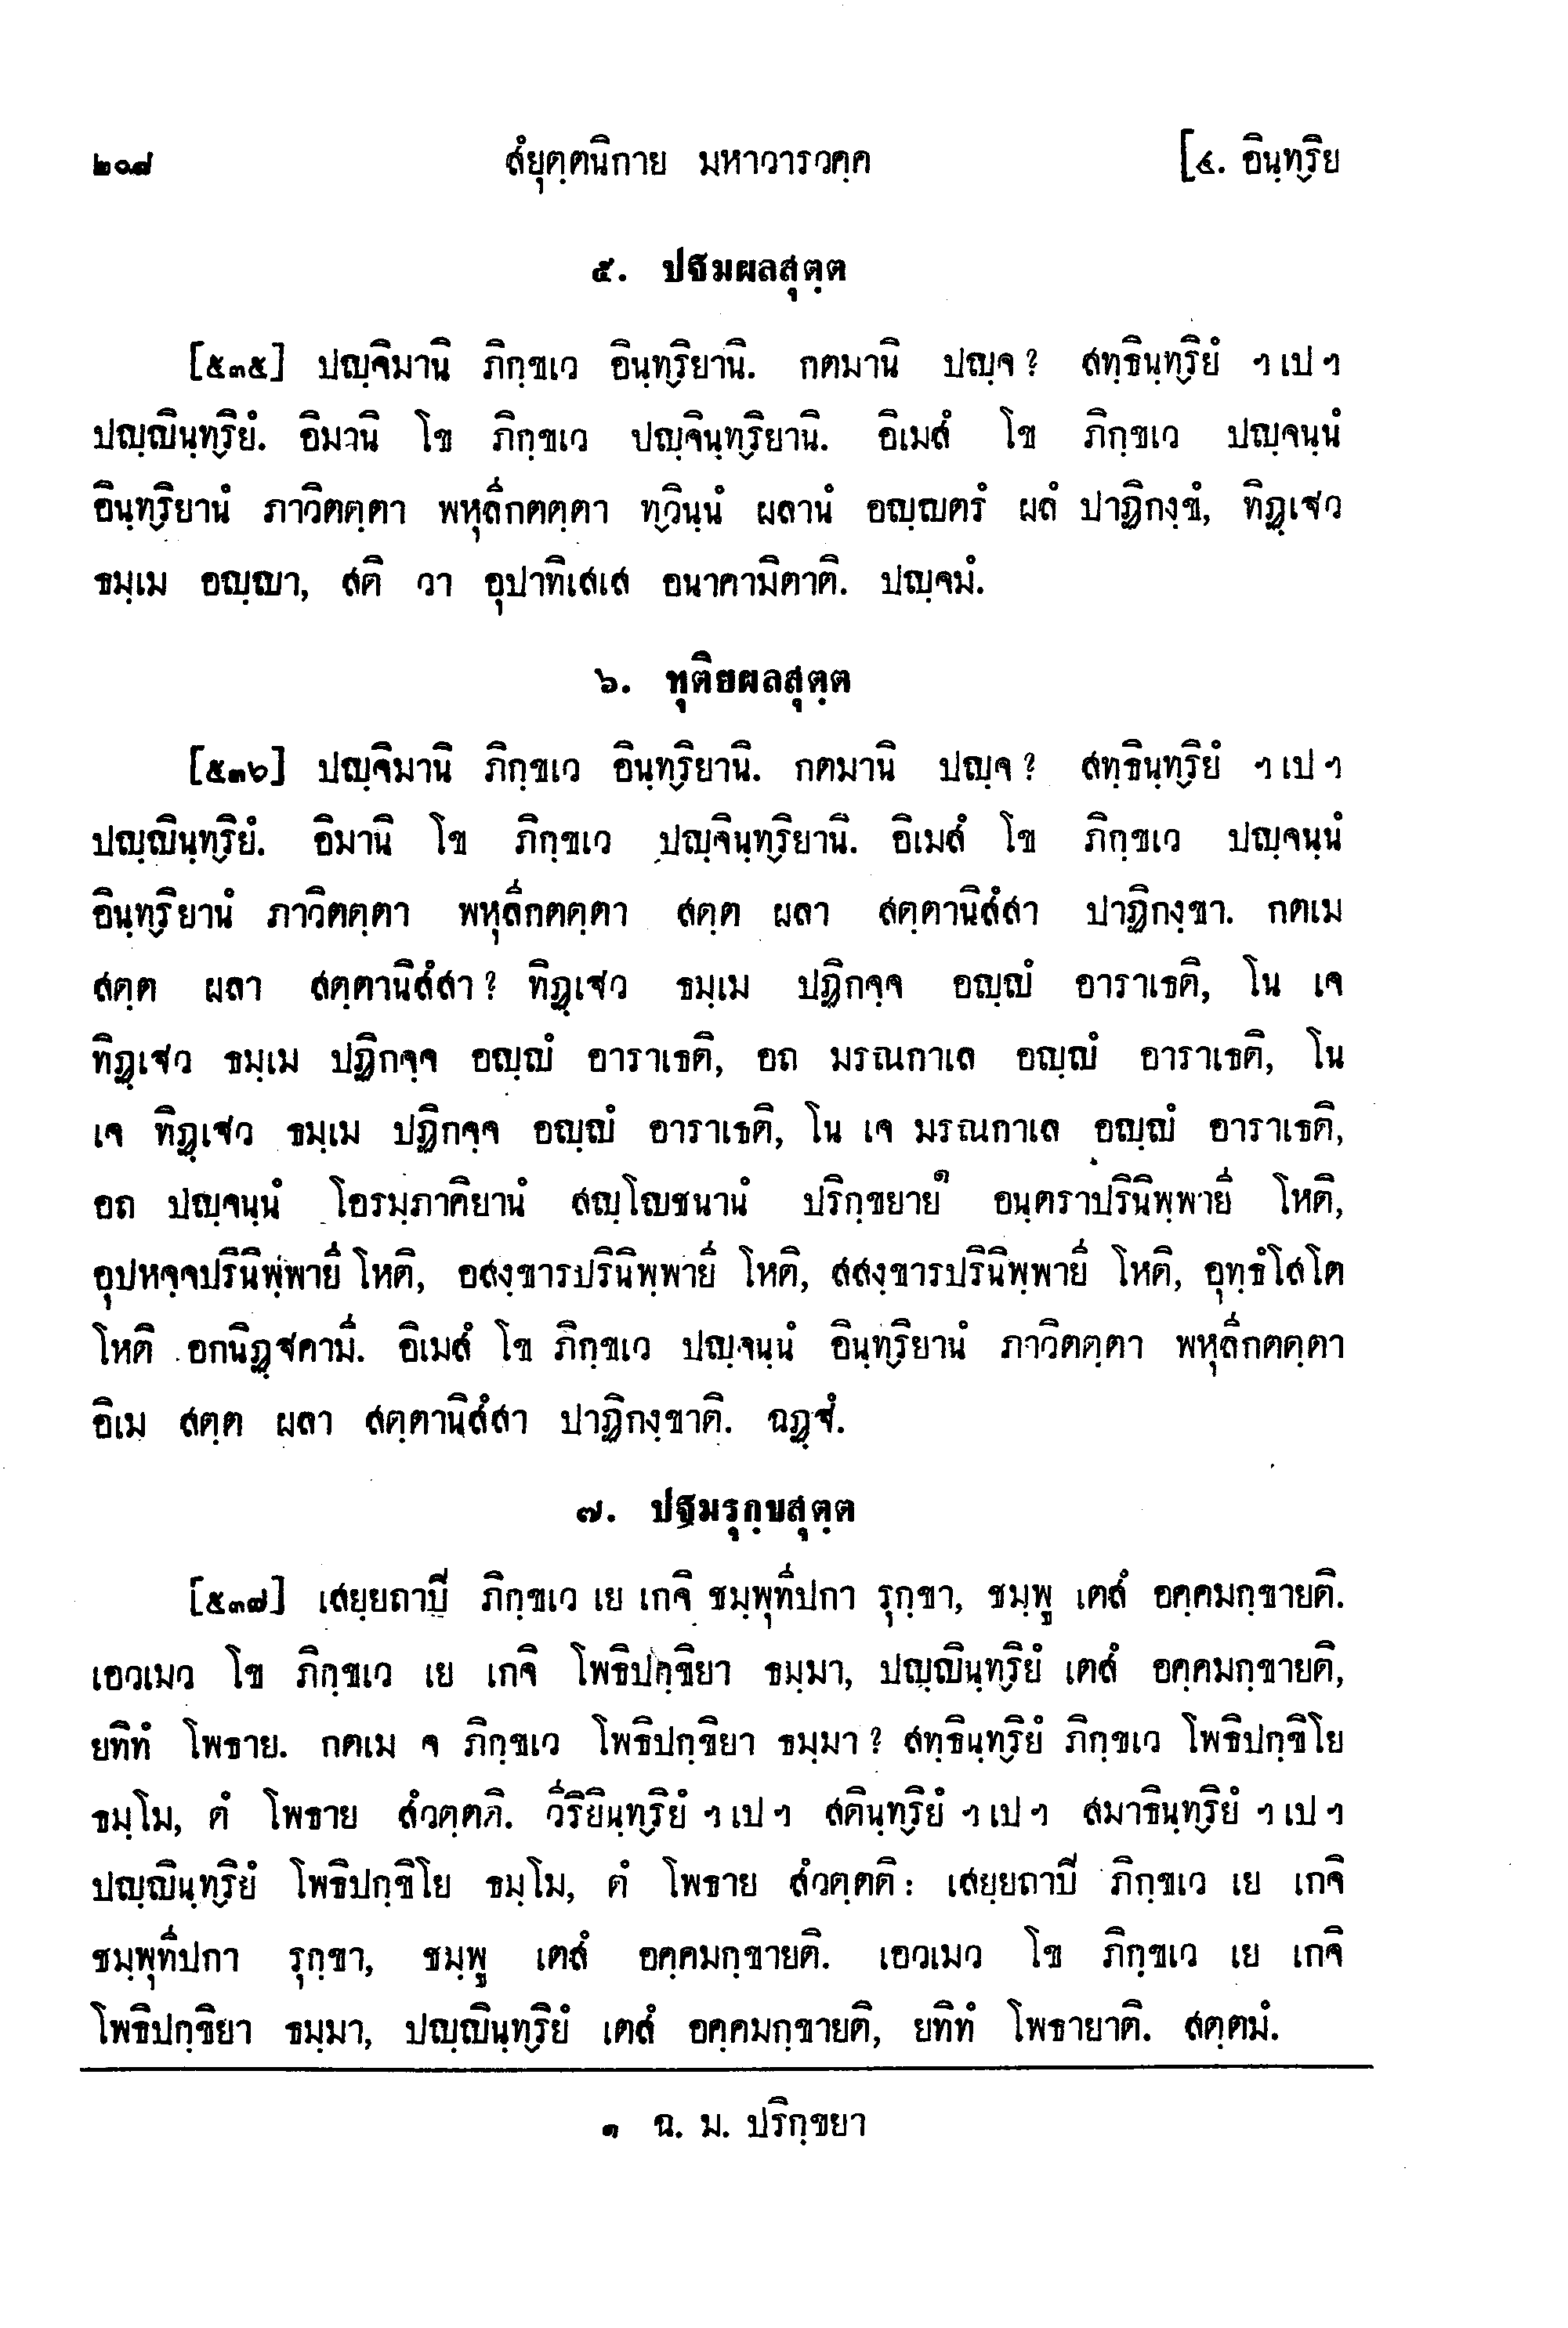 ๒๐๘ สํยุตฺตนิกาย มหาวารวคฺค [๔. อินฺทฺริย
๕. ปฐมผลสุตฺต
[๕๓๕] ปญฺจิมานิ ภิกฺขเว อินฺทฺริยานิ. กตมานิ ปญฺจ? สทฺธินฺทฺริยํ ฯ เป ฯ
ปญฺญินฺทฺริยํ. อิมานิ โข ภิกฺขเว ปญฺจินฺทฺริยานิ. อิเมสํ โข ภิกฺขเว ปญฺจนฺนํ
อินฺทฺริยานํ ภาวิตตฺตา พหุลีกตตฺตา ทฺวินฺนํ ผลานํ อญฺญตรํ ผลํ ปาฏิกงฺขํ, ทิฏฺเฐว
ธมฺเม อญฺญา, สติ วา อุปาทิเสเส อนาคามิตาติ. ปญฺจมํ.
๖. ทุติยผลสุตฺต
[๕๓๖] ปญฺจิมานิ ภิกฺขเว อินฺทฺริยานิ. กตมานิ ปญฺจ? สทฺธินฺทฺริยํ ฯ เป ฯ
ปญฺญินฺทฺริยํ. อิมานิ โข ภิกฺขเว ปญฺจินฺทฺริยานิ. อิเมสํ โข ภิกฺขเว ปญฺจนฺนํ
อินฺทฺริยานํ ภาวิตตฺตา พหุลีกตตฺตา สตฺต ผลา สตฺตานิสํสา ปาฏิกงฺขา. กตเม
สตฺต ผลา สตฺตานิสํสา? ทิฏฺเฐว ธมฺเม ปฏิกจฺจ อญฺญํ อาราเธติ, โน เจ
ทิฏฺเฐว ธมฺเม ปฏิกจฺจ อญฺญํ อาราเธติ, อถ มรณกาเล อญฺญํ อาราเธติ, โน
เจ ทิฏฺเฐว ธมฺเม ปฏิกจฺจ อญฺญํ อาราเธติ, โน เจ มรณกาเล อญฺญํ อาราเธติ,
อถ ปญฺจนฺนํ โอรมฺภาคิยานํ สญฺโญชนานํ ปริกฺขยายํ๑ อนฺตราปรินิพฺพายี โหติ,
อุปหจฺจปรินิพฺพายี โหติ, อสงฺขารปรินิพฺพายี โหติ, สสงฺขารปรินิพฺพายี โหติ, อุทฺธํโสโต
โหติ อกนิฏฺฐคามี. อิเมสํ โข ภิกฺขเว ปญฺจนฺนํ อินฺทฺริยานํ ภาวิตตฺตา พหุลีกตตฺตา
อิเม สตฺต ผลา สตฺตานิสํสา ปาฏิกงฺขาติ. ฉฏฺฐํ.
๗. ปฐมรุกฺขสุตฺต
[๕๓๗] เสยฺยถาปิ ภิกฺขเว เย เกจิ ชมฺพุทีปกา รุกฺขา, ชมฺพู เตสํ อคฺคมกฺขายติ.
เอวเมว โข ภิกฺขเว เย เกจิ โพธิปกฺขิยา ธมฺมา, ปญฺญินฺทฺริยํ เตสํ อคฺคมกฺขายติ,
ยทิทํ โพธาย. กตเม จ ภิกฺขเว โพธิปกฺขิยา ธมฺมา? สทฺธินฺทฺริยํ ภิกฺขเว โพธิปกฺขิโย
ธมฺโม, ตํ โพธาย สํวตฺตติ. วีริยินฺทฺริยํ ฯ เป ฯ สตินฺทฺริยํ ฯ เป ฯ สมาธินฺทฺริยํ ฯ เป ฯ
ปญฺญินฺทฺริยํ โพธิปกฺขิโย ธมฺโม, ตํ โพธาย สํวตฺตติ: เสยฺยถาปิ ภิกฺขเว เย เกจิ
ชมฺพุทีปกา รุกฺขา, ชมฺพู เตสํ อคฺคมกฺขายติ. เอวเมว โข ภิกฺขเว เย เกจิ
โพธิปกฺขิยา ธมฺมา, ปญฺญินฺทฺริยํ เตสํ อคฺคมกฺขายติ, ยทิทํ โพธายาติ. สตฺตมํ.
๑ ฉ. ม. ปริกฺขยา